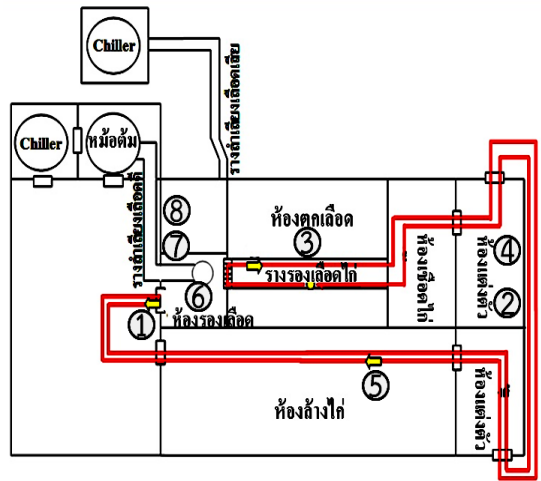 Chiller
รางลำเลียงเลือดเสีย
Chiller
หม้อต้ม
รางลำเลียงเลือดดี
8
7
ห้องตกเลือด
3
รางรองเลือดไก่
6
ห้องรองเลือด
1
ห้องเชือดไก่
ห้องแต่งตัว
4
2
5
ห้องล้างไก่
ห้องแต่งตัว